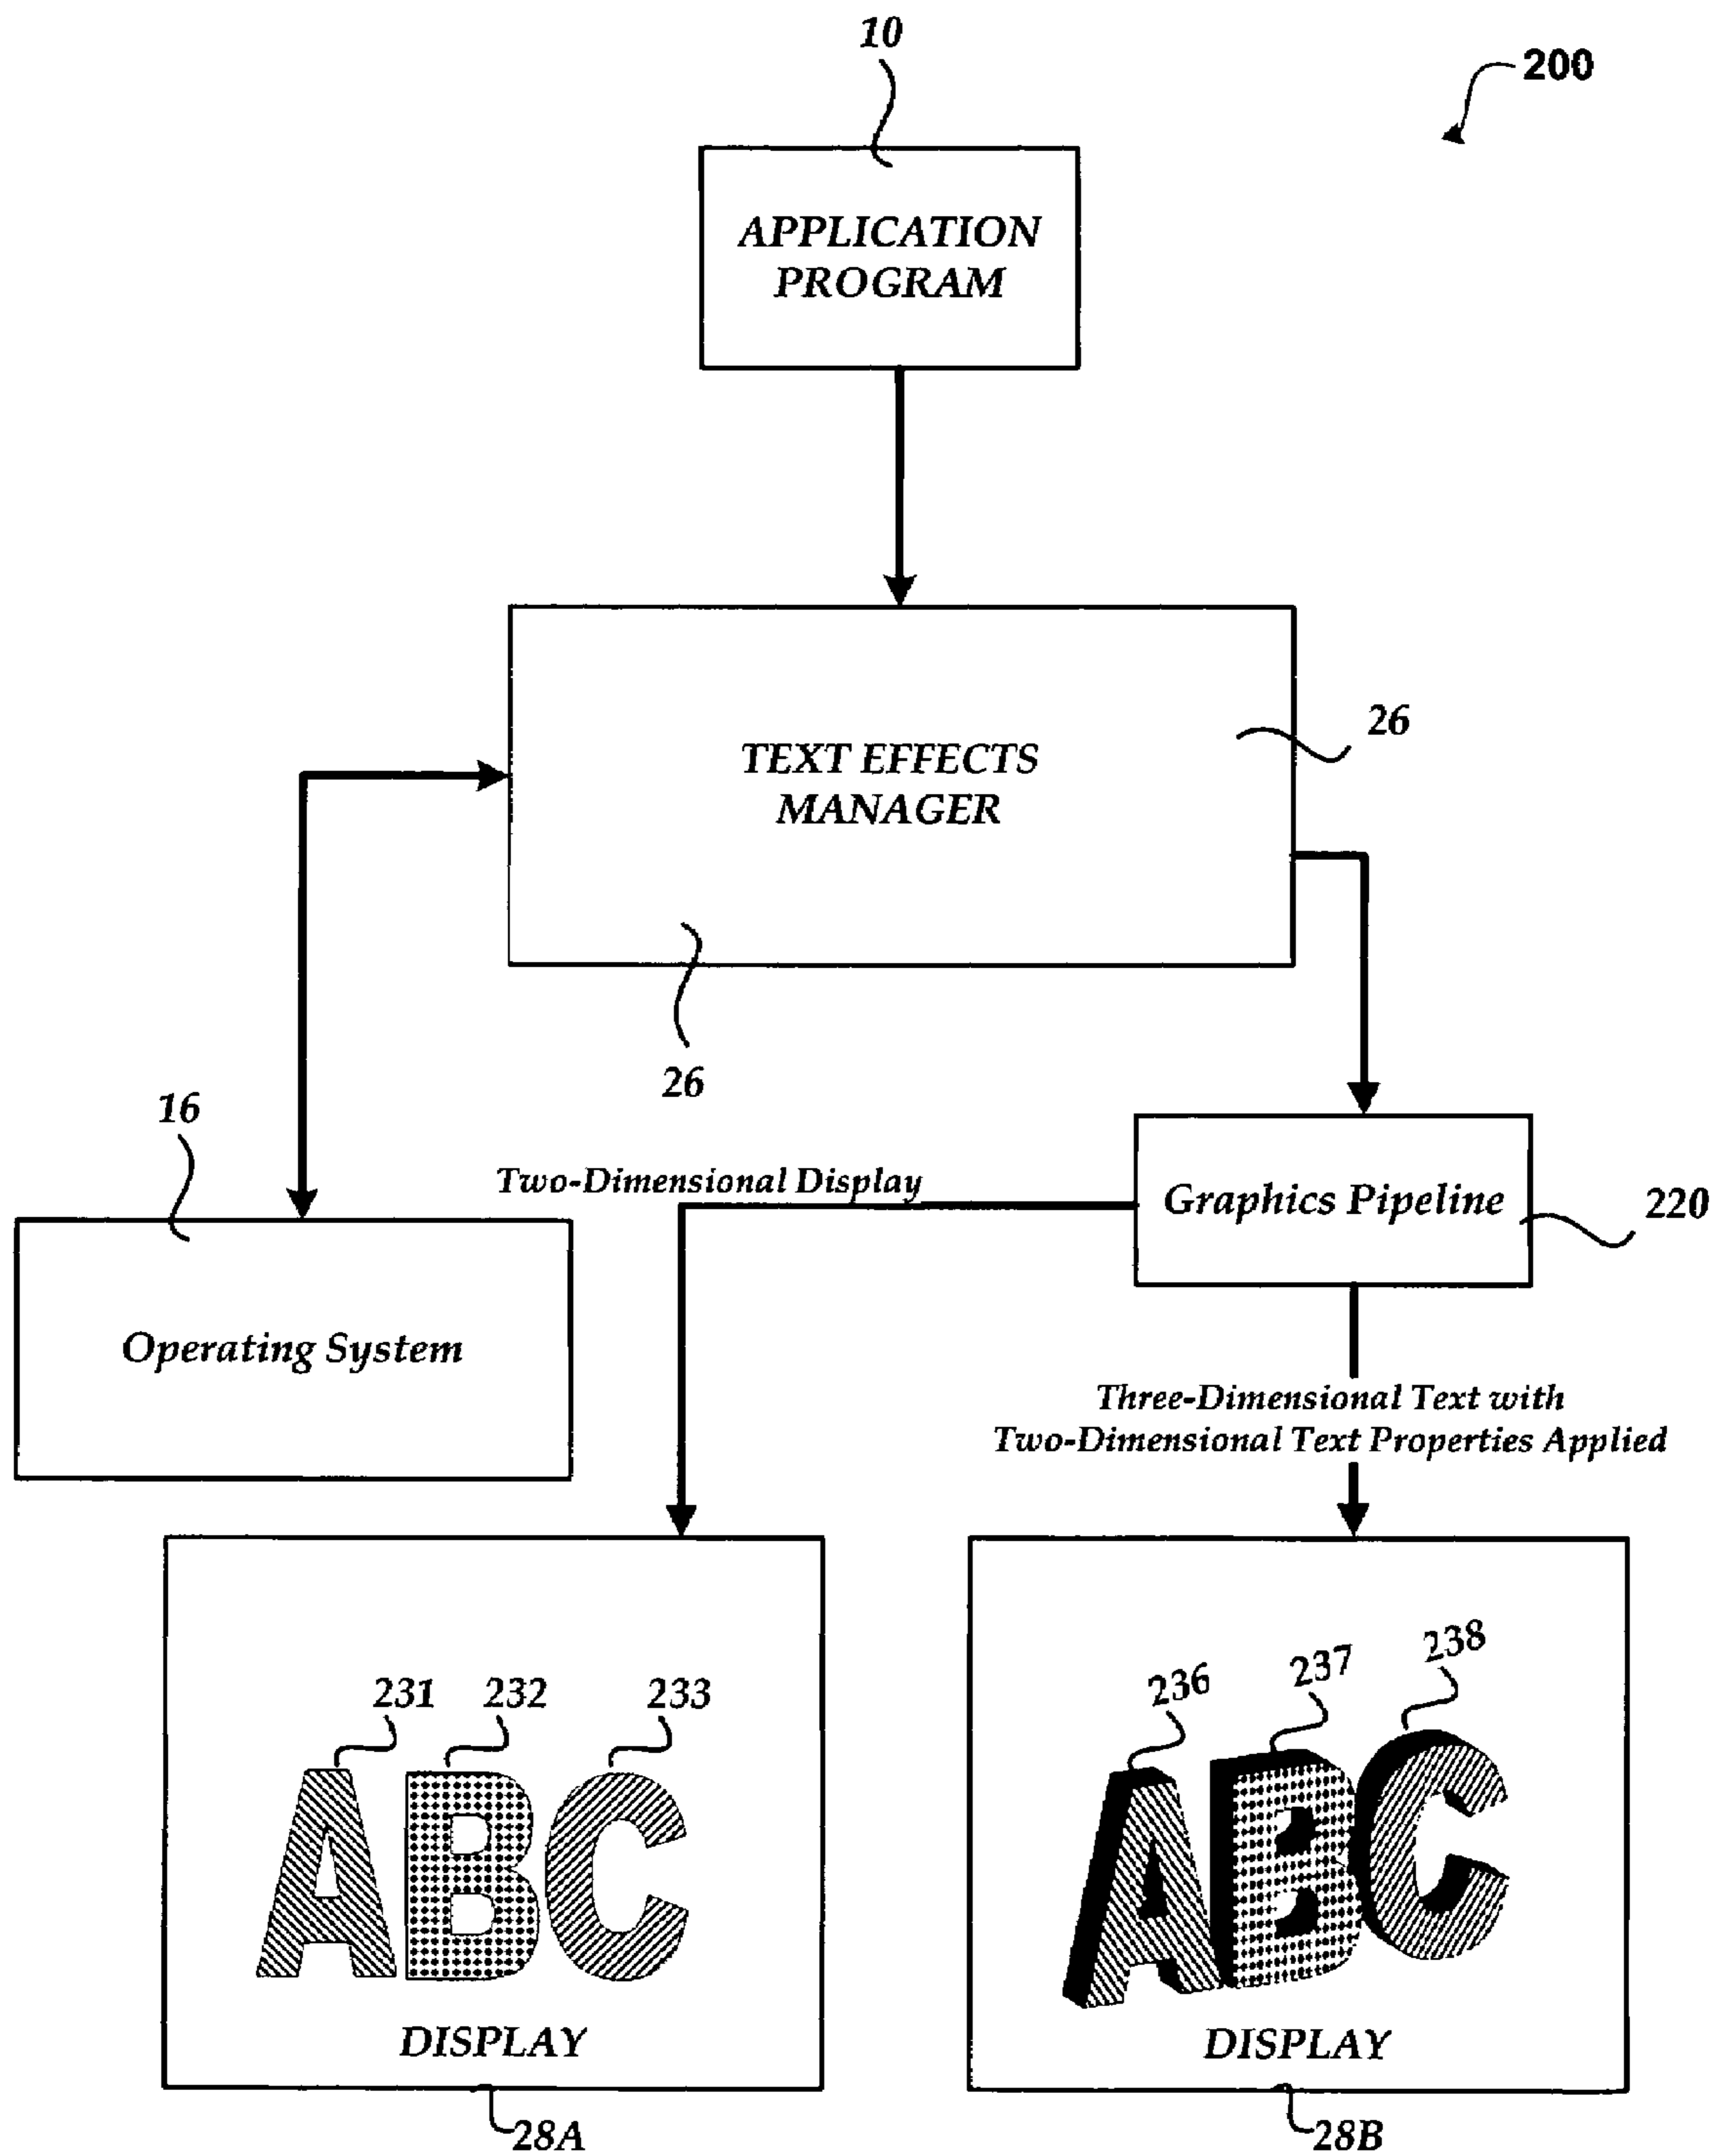 10
200
APPLICATION
PROGRAM
26
TEXT EFFECTS
MANAGER
26
16
Two-Dimensional Display
Graphics Pipeline
220
Operating System
Three-Dimensional Text with
Two-Dimensional Text Properties Applied
231 232 233
236 237 238
ABC
ABC
DISPLAY
DISPLAY
28A
28B